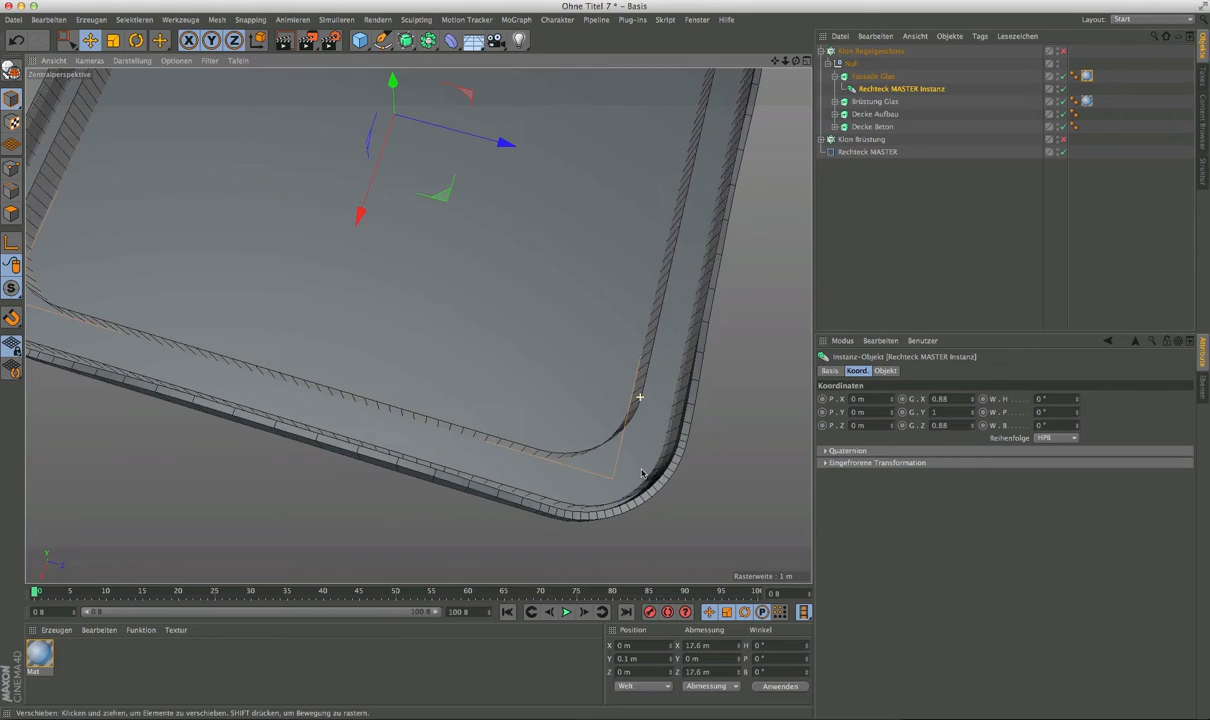 Ohne Titel 7 * - Basis
Datei Bearbeiten Erzeugen Selektieren Werkzeuge Mesh Snapping Animieren Simulieren Rendern Sculpting Motion Tracker MoGraph Charakter Pipeline Plug-ins Skript Fenster Hilfe
Layout: Start
Ansicht Kameras Darstellung Optionen Filter Tafeln
Zentralperspektive
Datei Bearbeiten Ansicht Objekte Tags Lesezeichen
Klon Regelgeschoss
Null
Fassade Glas
Rechteck MASTER Instanz
Brüstung Glas
Decke Aufbau
Decke Beton
Klon Brüstung
Rechteck MASTER
Objekte
Takes
Content Browser
Struktur
Modus Bearbeiten Benutzer
Instanz-Objekt [Rechteck MASTER Instanz]
Basis Koord. Objekt
Koordinaten
P . X 0 m G . X 0.88 W . H 0 °
P . Y 0 m G . Y 1 W . P 0 °
P . Z 0 m G . Z 0.88 W . B 0 °
Reihenfolge HPB
Quaternion
Eingefrorene Transformation
Attribute
Ebenen
Y
Z
X
Rasterweite : 1 m
0 5 10 15 20 25 30 35 40 45 50 55 60 65 70 75 80 85 90 95 0 B
0 B 0 B 100 B 100 B
Erzeugen Bearbeiten Funktion Textur
Mat
Position Abmessung Winkel
X 0 m X 17.6 m H 0 °
Y 0.1 m Y 0 m P 0 °
Z 0 m Z 17.6 m B 0 °
Welt Abmessung Anwenden
MAXON CINEMA 4D
Verschieben: Klicken und ziehen, um Elemente zu verschieben. SHIFT drücken, um Bewegung zu rastern.